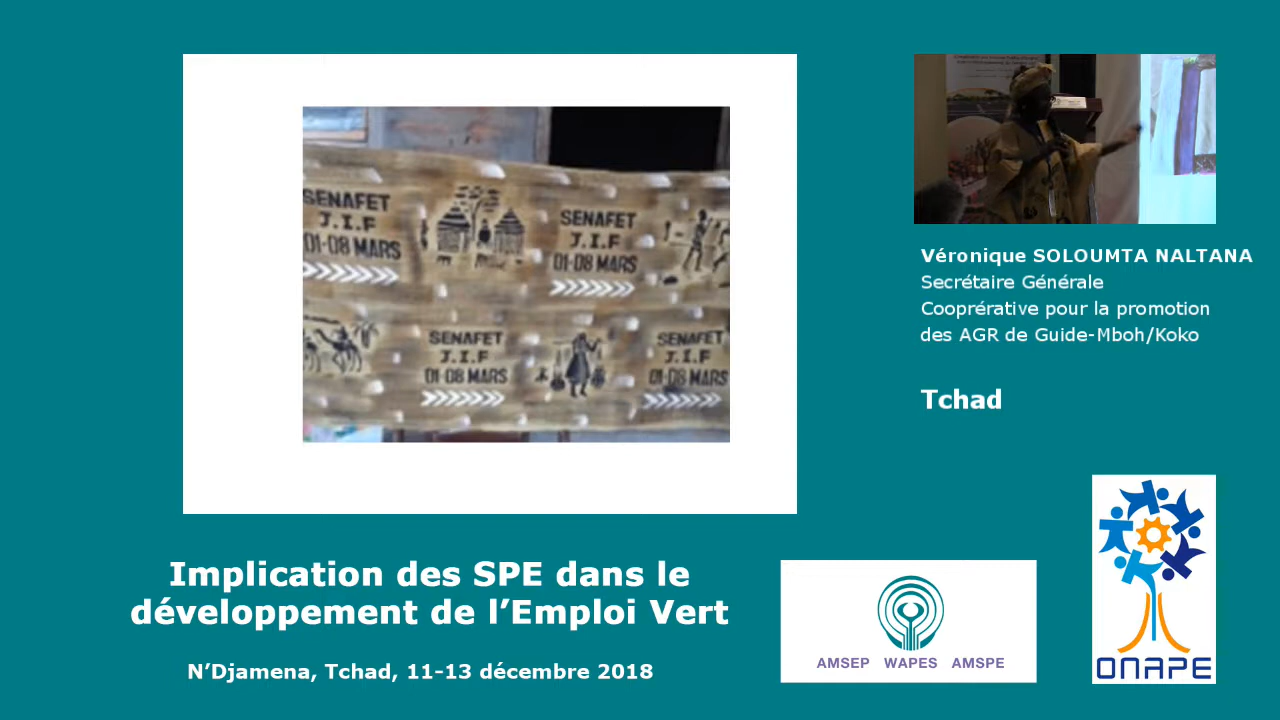 SENAFET
J.I.F
01-08 MARS
SENAFET
J.I.F
01-08 MARS
SENAFET
J.I.F
01-08 MARS
SENAFET
J.I.F
01-08 MARS
Véronique SOLOUMTA NALTANA
Secrétaire Générale
Cooprérative pour la promotion
des AGR de Guide-Mboh/Koko
Tchad
Implication des SPE dans le
développement de l’Emploi Vert
N’Djamena, Tchad, 11-13 décembre 2018
AMSEP WAPES AMSPE
ONAPE